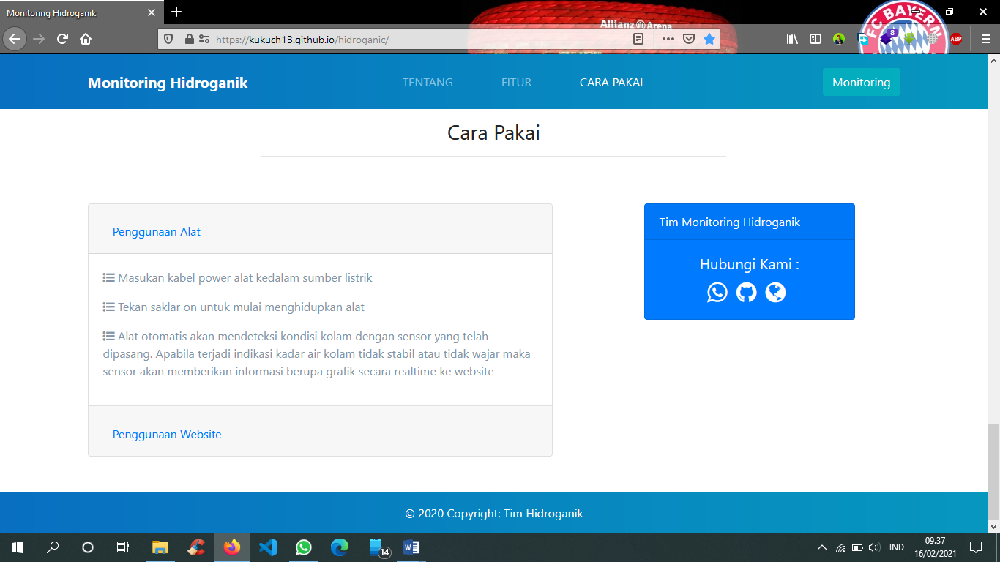 Monitoring Hidroganik
Allianz Arena
FC BAYERN
https://kukuch13.github.io/hidroganic/
8
ABP
Monitoring Hidroganik
TENTANG
FITUR
CARA PAKAI
Monitoring
Cara Pakai
Penggunaan Alat
Masukan kabel power alat kedalam sumber listrik
Tekan saklar on untuk mulai menghidupkan alat
Alat otomatis akan mendeteksi kondisi kolam dengan sensor yang telah
dipasang. Apabila terjadi indikasi kadar air kolam tidak stabil atau tidak wajar maka
sensor akan memberikan informasi berupa grafik secara realtime ke website
Penggunaan Website
Tim Monitoring Hidroganik
Hubungi Kami :
© 2020 Copyright: Tim Hidroganik
14
IND
09.37
16/02/2021